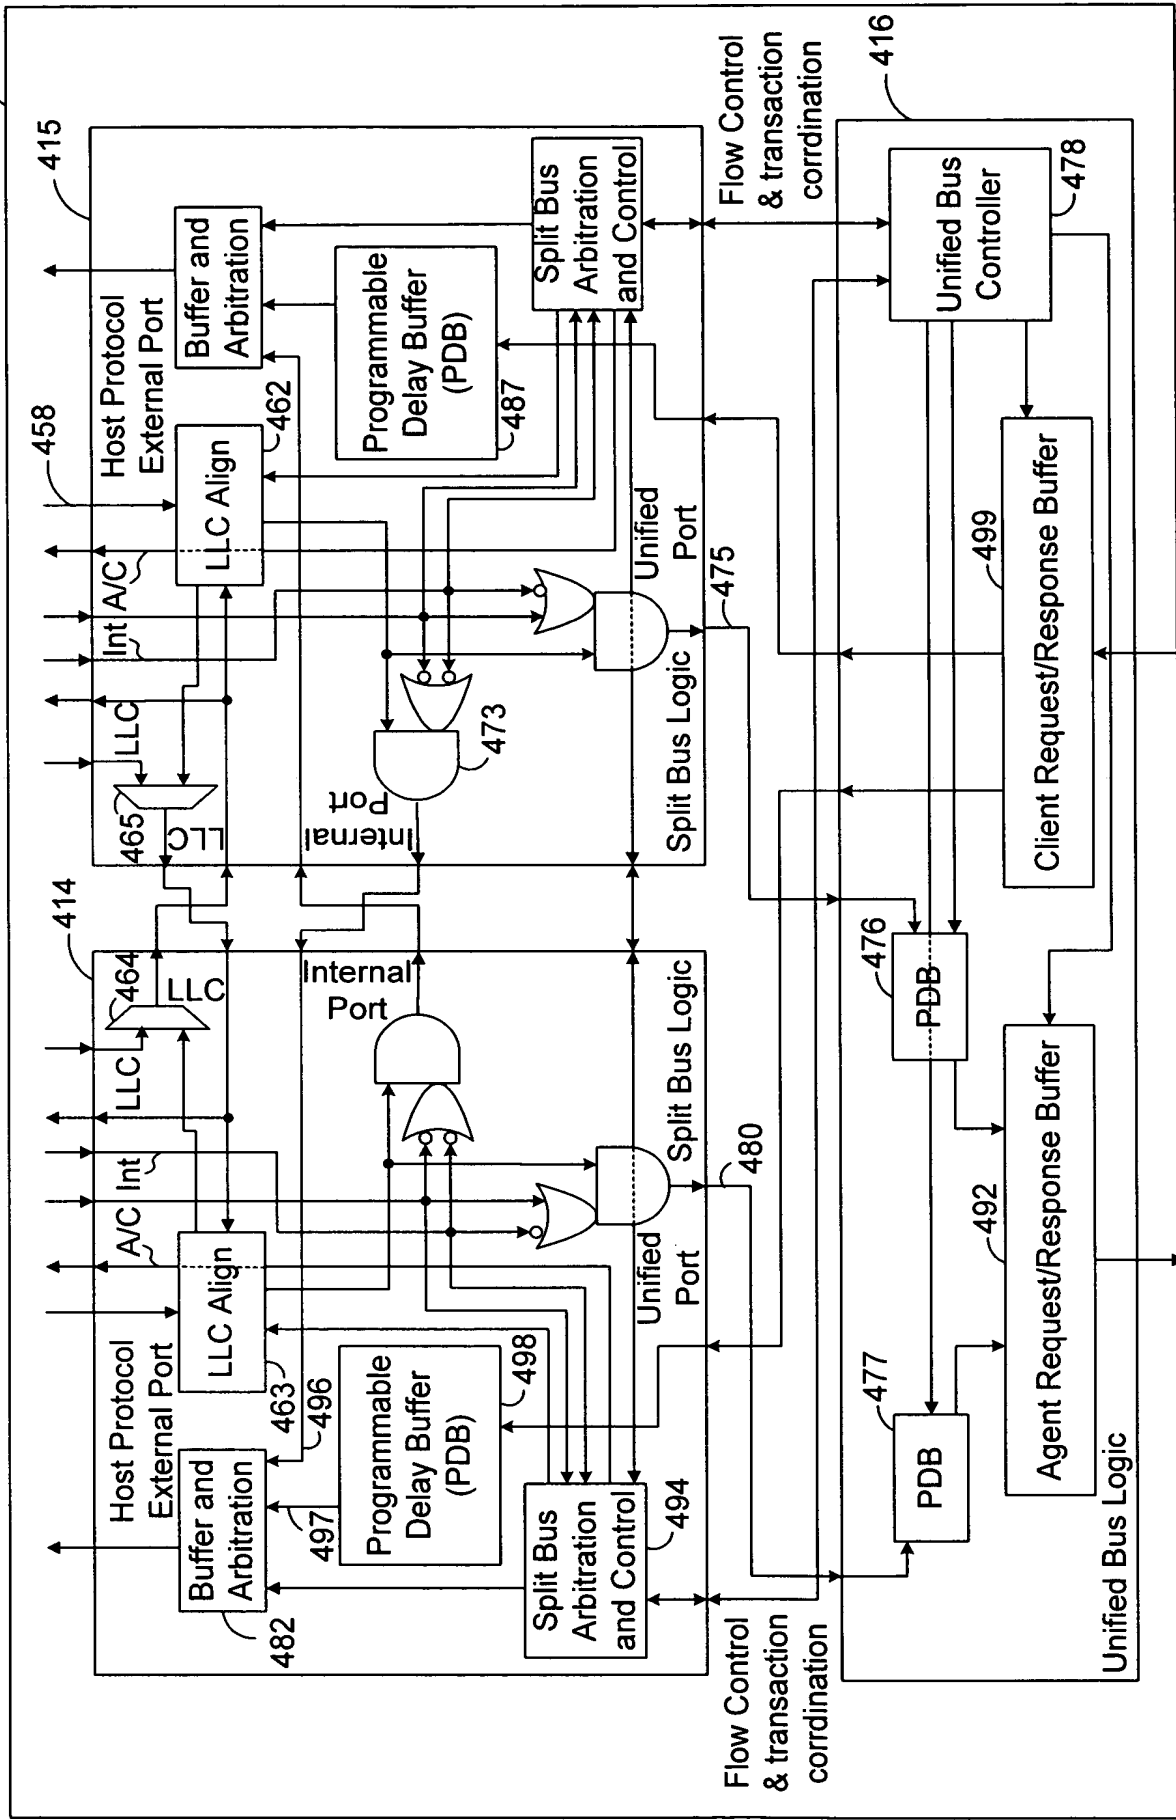 414
415
416
Host Protocol
External Port
Buffer and
Arbitration
482
LLC Align
463
496
497
A/C
Int
LLC
464
LLC
Programmable
Delay Buffer
(PDB)
498
Internal
Port
Split Bus
Arbitration
and Control
494
Unified
Port
Split Bus Logic
480
465
LLC
LLC
Int
A/C
458
Host Protocol
External Port
LLC Align
462
Buffer and
Arbitration
Internal
Port
473
Programmable
Delay Buffer
(PDB)
487
Split Bus
Arbitration
and Control
Unified
Port
Split Bus Logic
475
Flow Control
& transaction
corrdination
Flow Control
& transaction
corrdination
477
PDB
476
PDB
Unified Bus
Controller
478
492
Agent Request/Response Buffer
499
Client Request/Response Buffer
Unified Bus Logic